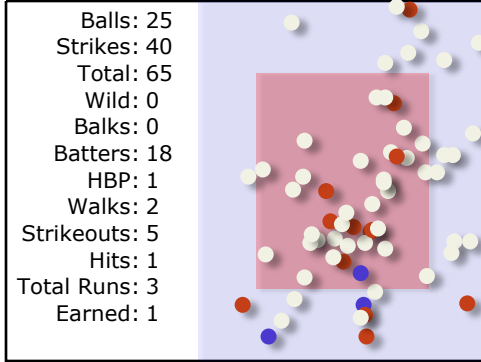 Balls: 25
Strikes: 40
Total: 65
Wild: 0
Balks: 0
Batters: 18
HBP: 1
Walks: 2
Strikeouts: 5
Hits: 1
Total Runs: 3
Earned: 1